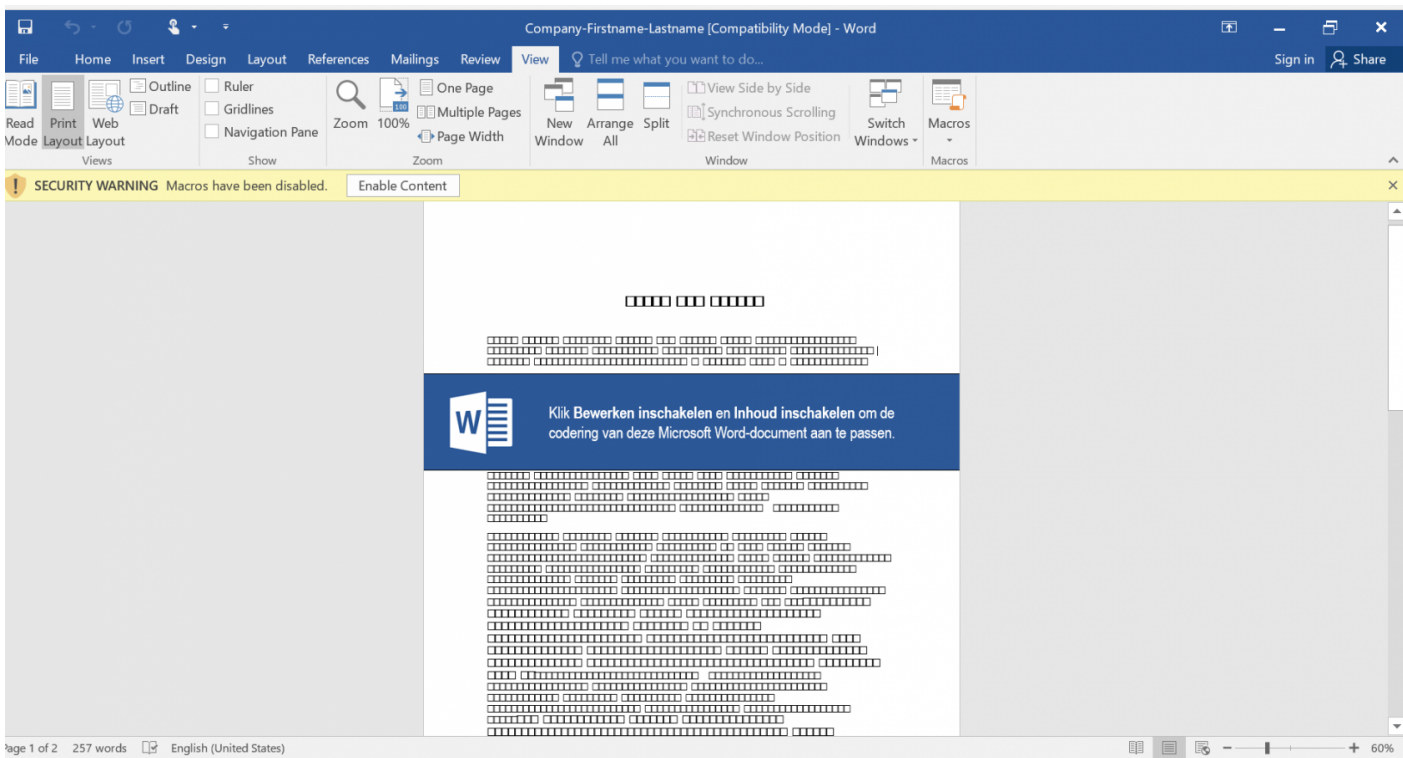 Company-Firstname-Lastname [Compatibility Mode] - Word
File Home Insert Design Layout References Mailings Review View Tell me what you want to do... Sign in Share
Read Mode
Print Layout
Web Layout
Outline
Draft
Views
Ruler
Gridlines
Navigation Pane
Show
Zoom
100
100%
One Page
Multiple Pages
Page Width
Zoom
New Window
Arrange All
Split
View Side by Side
Synchronous Scrolling
Reset Window Position
Switch Windows
Window
Macros
Macros
SECURITY WARNING Macros have been disabled. Enable Content
W
Klik Bewerken inschakelen en Inhoud inschakelen om de
codering van deze Microsoft Word-document aan te passen.
Page 1 of 2 257 words English (United States) 60%